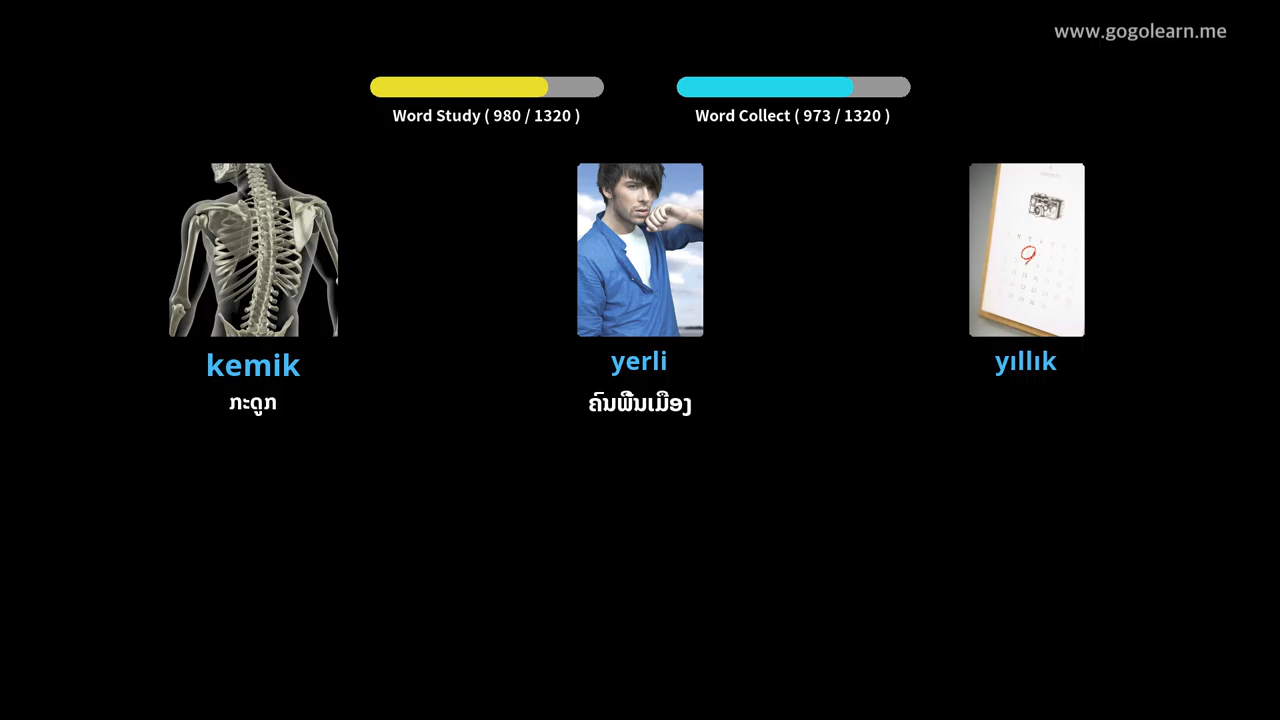 www.gogolearn.me
Word Study ( 980 / 1320 )
Word Collect ( 973 / 1320 )
kemik
yerli
yıllık
ກະດູກ
ຄົນພື້ນເມືອງ
9